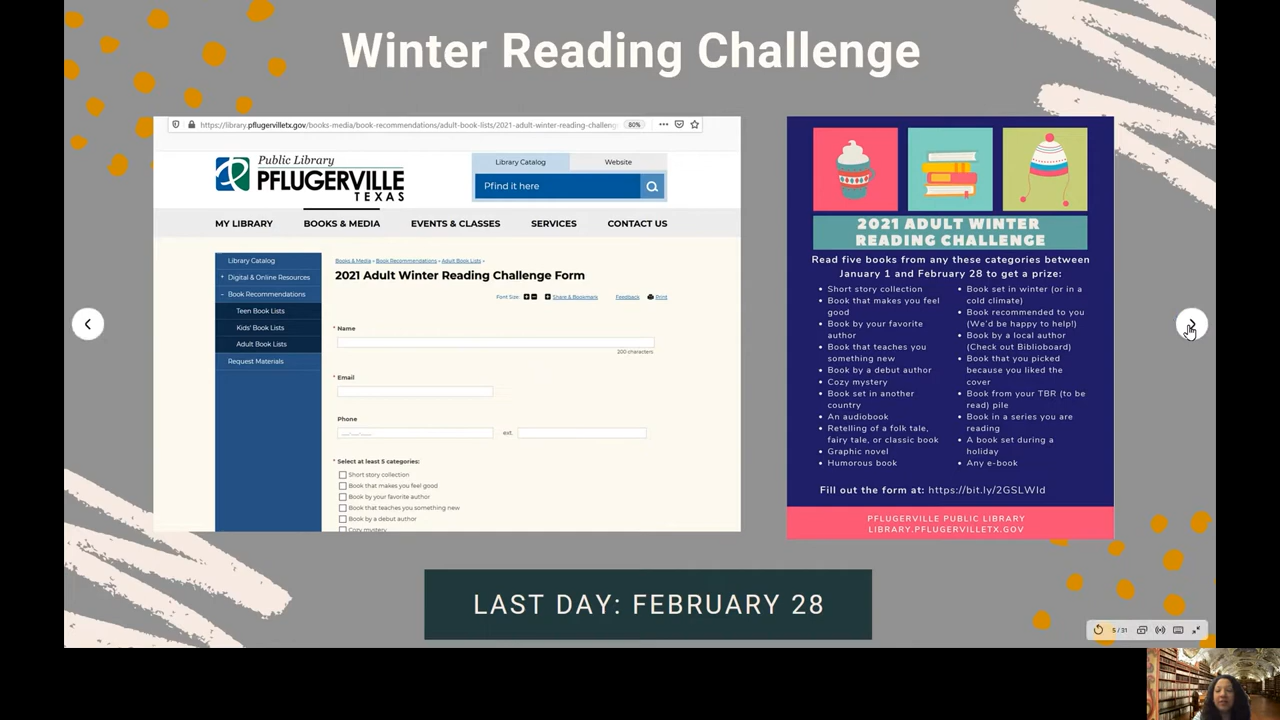 Winter Reading Challenge
https://library.pflugervilletx.gov/books-media/book-recommendations/adult-book-lists/2021-adult-winter-reading-challeng
80%
Public Library
PFLUGERVILLE
TEXAS
Library Catalog
Website
Pfind it here
MY LIBRARY
BOOKS & MEDIA
EVENTS & CLASSES
SERVICES
CONTACT US
Library Catalog
+ Digital & Online Resources
- Book Recommendations
Teen Book Lists
Kids' Book Lists
Adult Book Lists
Request Materials
Books & Media › Book Recommendations › Adult Book Lists ›
2021 Adult Winter Reading Challenge Form
Font Size:
Share & Bookmark
Feedback
Print
* Name
200 characters
* Email
Phone
ext.
* Select at least 5 categories:
Short story collection
Book that makes you feel good
Book by your favorite author
Book that teaches you something new
Book by a debut author
Cozy mystery
2021 ADULT WINTER
READING CHALLENGE
Read five books from any these categories between
January 1 and February 28 to get a prize:
• Short story collection
• Book that makes you feel
good
• Book by your favorite
author
• Book that teaches you
something new
• Book by a debut author
• Cozy mystery
• Book set in another
country
• An audiobook
• Retelling of a folk tale,
fairy tale, or classic book
• Graphic novel
• Humorous book
• Book set in winter (or in a
cold climate)
• Book recommended to you
(We'd be happy to help!)
• Book by a local author
(Check out Biblioboard)
• Book that you picked
because you liked the
cover
• Book from your TBR (to be
read) pile
• Book in a series you are
reading
• A book set during a
holiday
• Any e-book
Fill out the form at: https://bit.ly/2GSLWId
PFLUGERVILLE PUBLIC LIBRARY
LIBRARY.PFLUGERVILLETX.GOV
LAST DAY: FEBRUARY 28
5 / 31